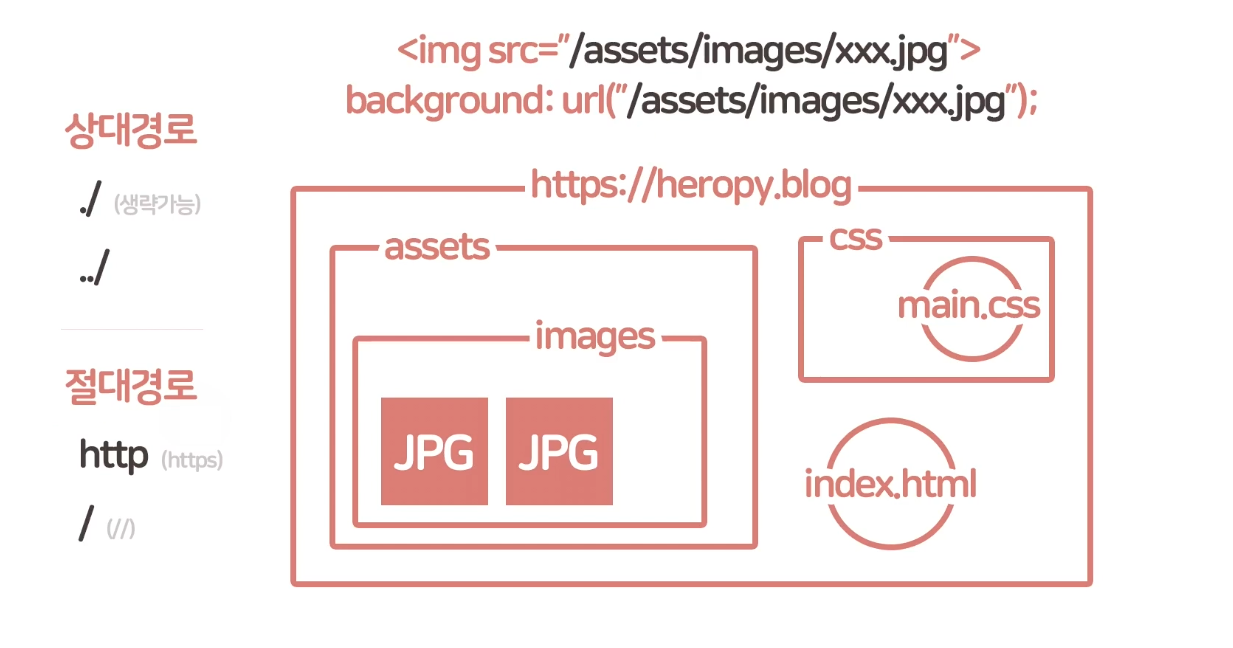 <img src="/assets/images/xxx.jpg">
background: url("/assets/images/xxx.jpg");
상대경로
./ (생략가능)
../
절대경로
http (https)
/ (//)
https://heropy.blog
assets
images
JPG JPG
css
main.css
index.html